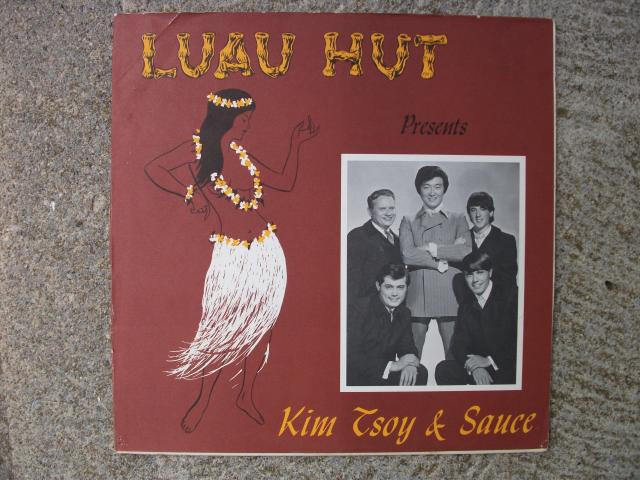 LUAU HUT
Presents
Kim Tsoy & Sauce